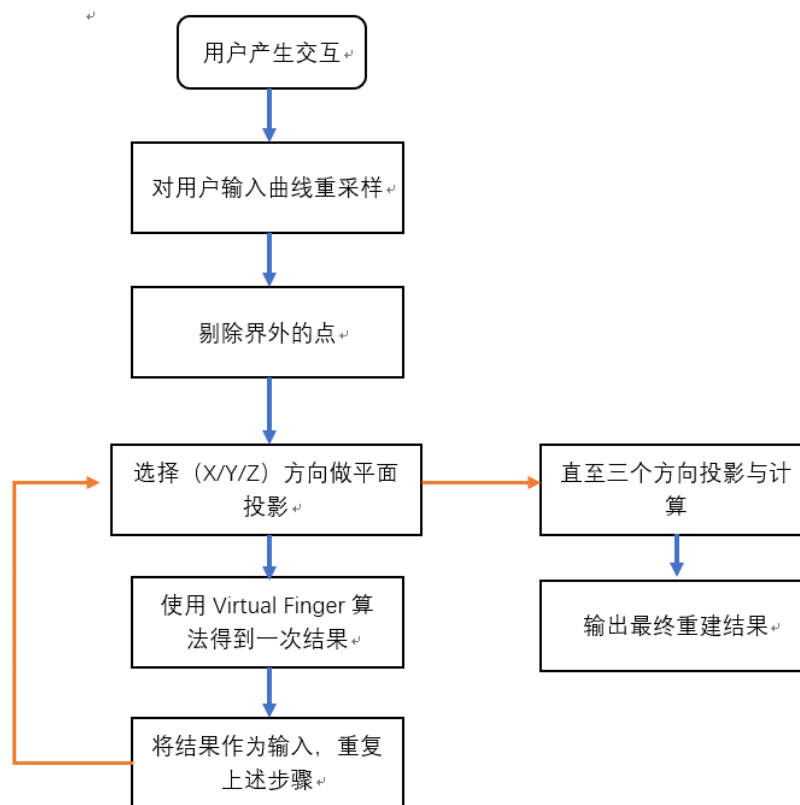 用户产生交互
对用户输入曲线重采样
剔除界外的点
选择（X/Y/Z）方向做平面
投影
直至三个方向投影与计
算
使用 Virtual Finger 算
法得到一次结果
输出最终重建结果
将结果作为输入，重复
上述步骤